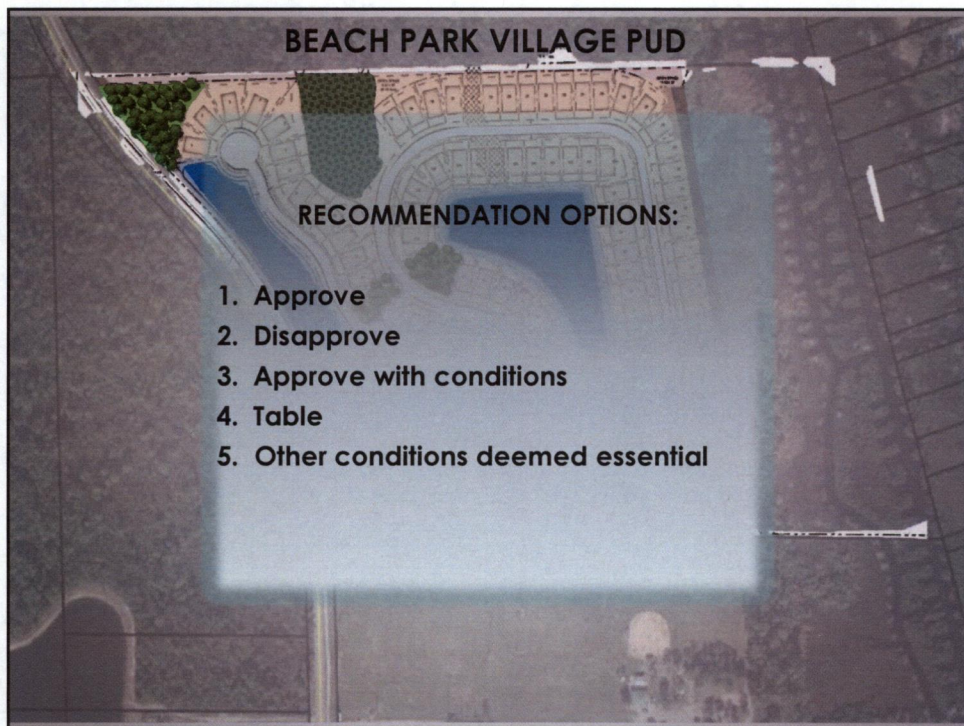 BEACH PARK VILLAGE PUD
RECOMMENDATION OPTIONS:
1. Approve
2. Disapprove
3. Approve with conditions
4. Table
5. Other conditions deemed essential